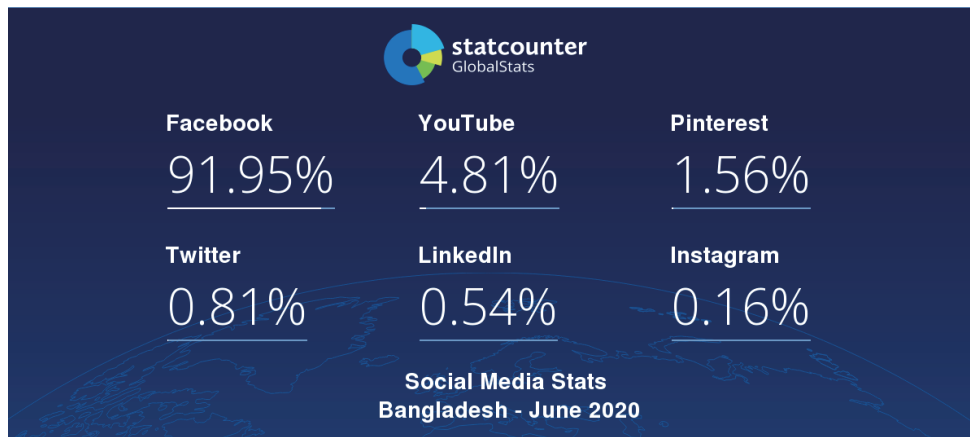 statcounter
GlobalStats
Facebook YouTube Pinterest
91.95% 4.81% 1.56%
Twitter LinkedIn Instagram
0.81% 0.54% 0.16%
Social Media Stats
Bangladesh - June 2020